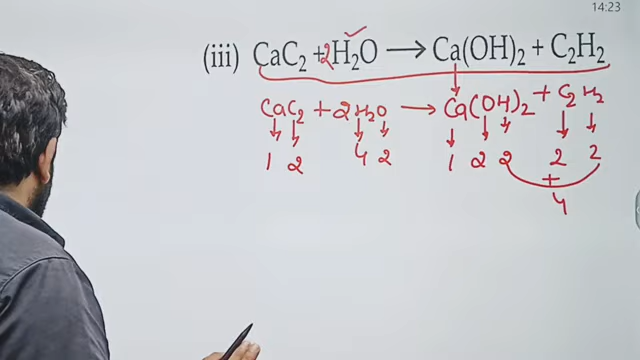 14:23
(iii) CaC₂ + 2H₂O ⟶ Ca(OH)₂ + C₂H₂
CaC₂ + 2H₂O ⟶ Ca(OH)₂ + C₂H₂
1 2 4 2 1 2 2 2 2
+
4